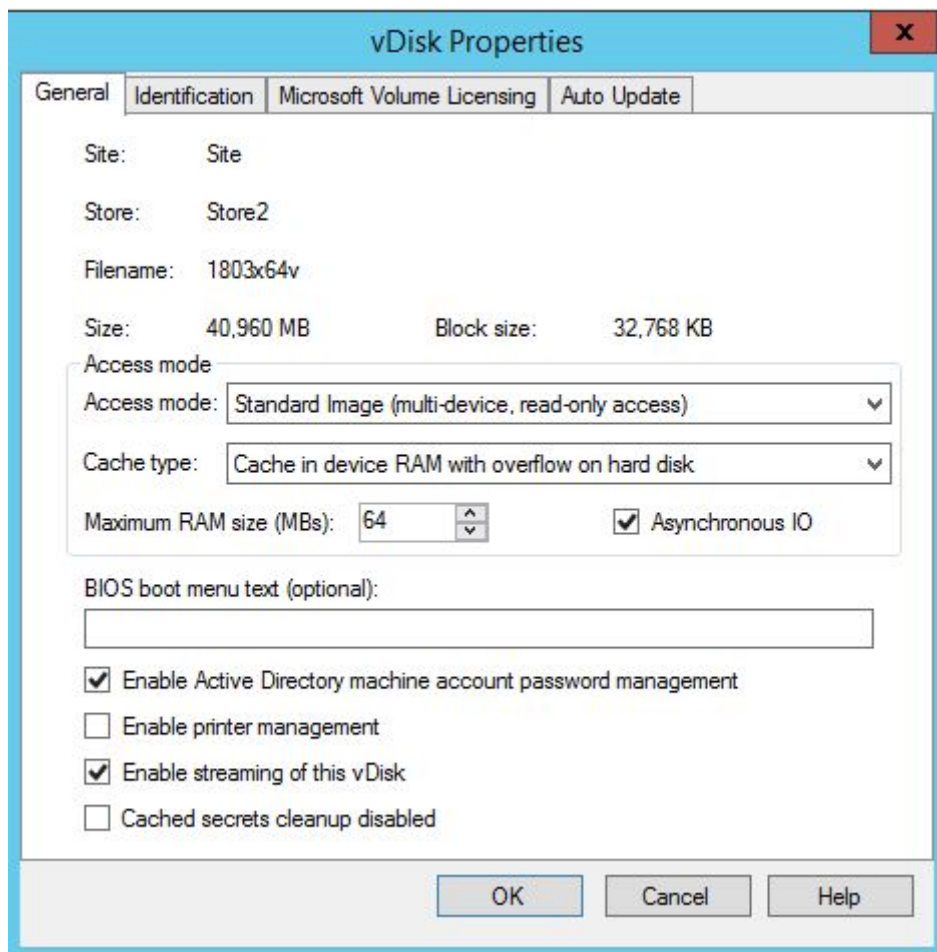 vDisk Properties
x
General Identification Microsoft Volume Licensing Auto Update
Site: Site
Store: Store2
Filename: 1803x64v
Size: 40,960 MB Block size: 32,768 KB
Access mode
Access mode: Standard Image (multi-device, read-only access)
Cache type: Cache in device RAM with overflow on hard disk
Maximum RAM size (MBs): 64 Asynchronous IO
BIOS boot menu text (optional):
Enable Active Directory machine account password management
Enable printer management
Enable streaming of this vDisk
Cached secrets cleanup disabled
OK Cancel Help